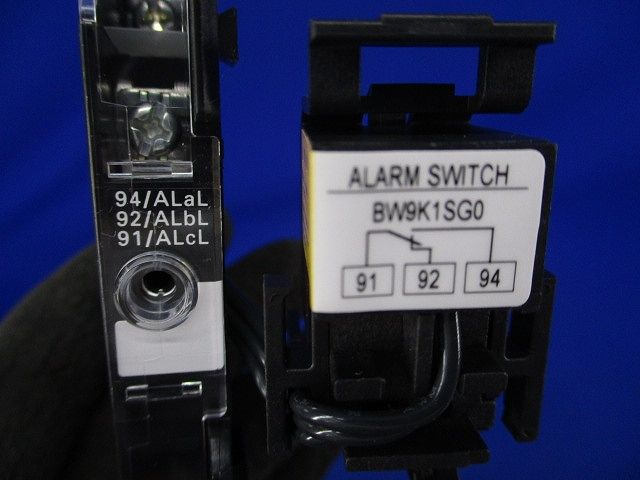 94/ALaL
92/ALbL
91/ALcL
ALARM SWITCH
BW9K1SG0
91 92 94